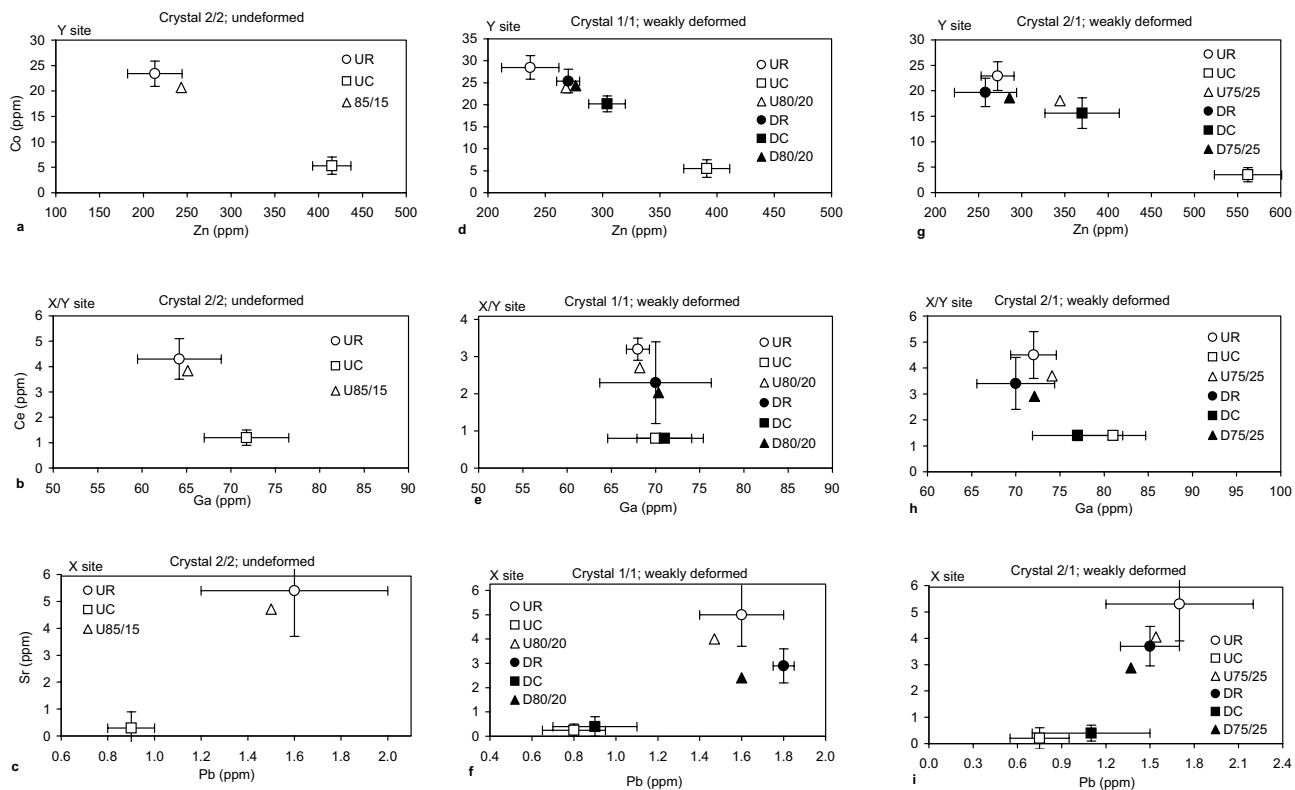 Crystal 2/2; undeformed
Y site
30
25
20
15
10
5
0
Co (ppm)
UR
UC
85/15
100 150 200 250 300 350 400 450 500
Zn (ppm)
a
Crystal 1/1; weakly deformed
35
30
25
20
15
10
5
0
UR
UC
U80/20
DR
DC
D80/20
200 250 300 350 400 450 500
Zn (ppm)
d
Crystal 2/1; weakly deformed
Y site
30
25
20
15
10
5
0
UR
UC
U75/25
DR
DC
D75/25
200 250 300 350 400 450 500 550 600
Zn (ppm)
g
X/Y site
Crystal 2/2; undeformed
6
5
4
3
2
1
0
Ce (ppm)
UR
UC
U85/15
50 55 60 65 70 75 80 85 90
Ga (ppm)
b
X/Y site
Crystal 1/1; weakly deformed
4
3
2
1
0
UR
UC
U80/20
DR
DC
D80/20
50 60 70 80 90
Ga (ppm)
e
X/Y site
Crystal 2/1; weakly deformed
6
5
4
3
2
1
0
UR
UC
U75/25
DR
DC
D75/25
60 65 70 75 80 85 90 95 100
Ga (ppm)
h
X site
Crystal 2/2; undeformed
6
5
4
3
2
1
0
Sr (ppm)
UR
UC
U85/15
0.6 0.8 1.0 1.2 1.4 1.6 1.8 2.0
Pb (ppm)
c
X site
Crystal 1/1; weakly deformed
6
5
4
3
2
1
0
UR
UC
U80/20
DR
DC
D80/20
0.4 0.6 0.8 1.0 1.2 1.4 1.6 1.8 2.0
Pb (ppm)
f
X site
Crystal 2/1; weakly deformed
6
5
4
3
2
1
0
UR
UC
U75/25
DR
DC
D75/25
0.0 0.3 0.6 0.9 1.2 1.5 1.8 2.1 2.4
Pb (ppm)
i